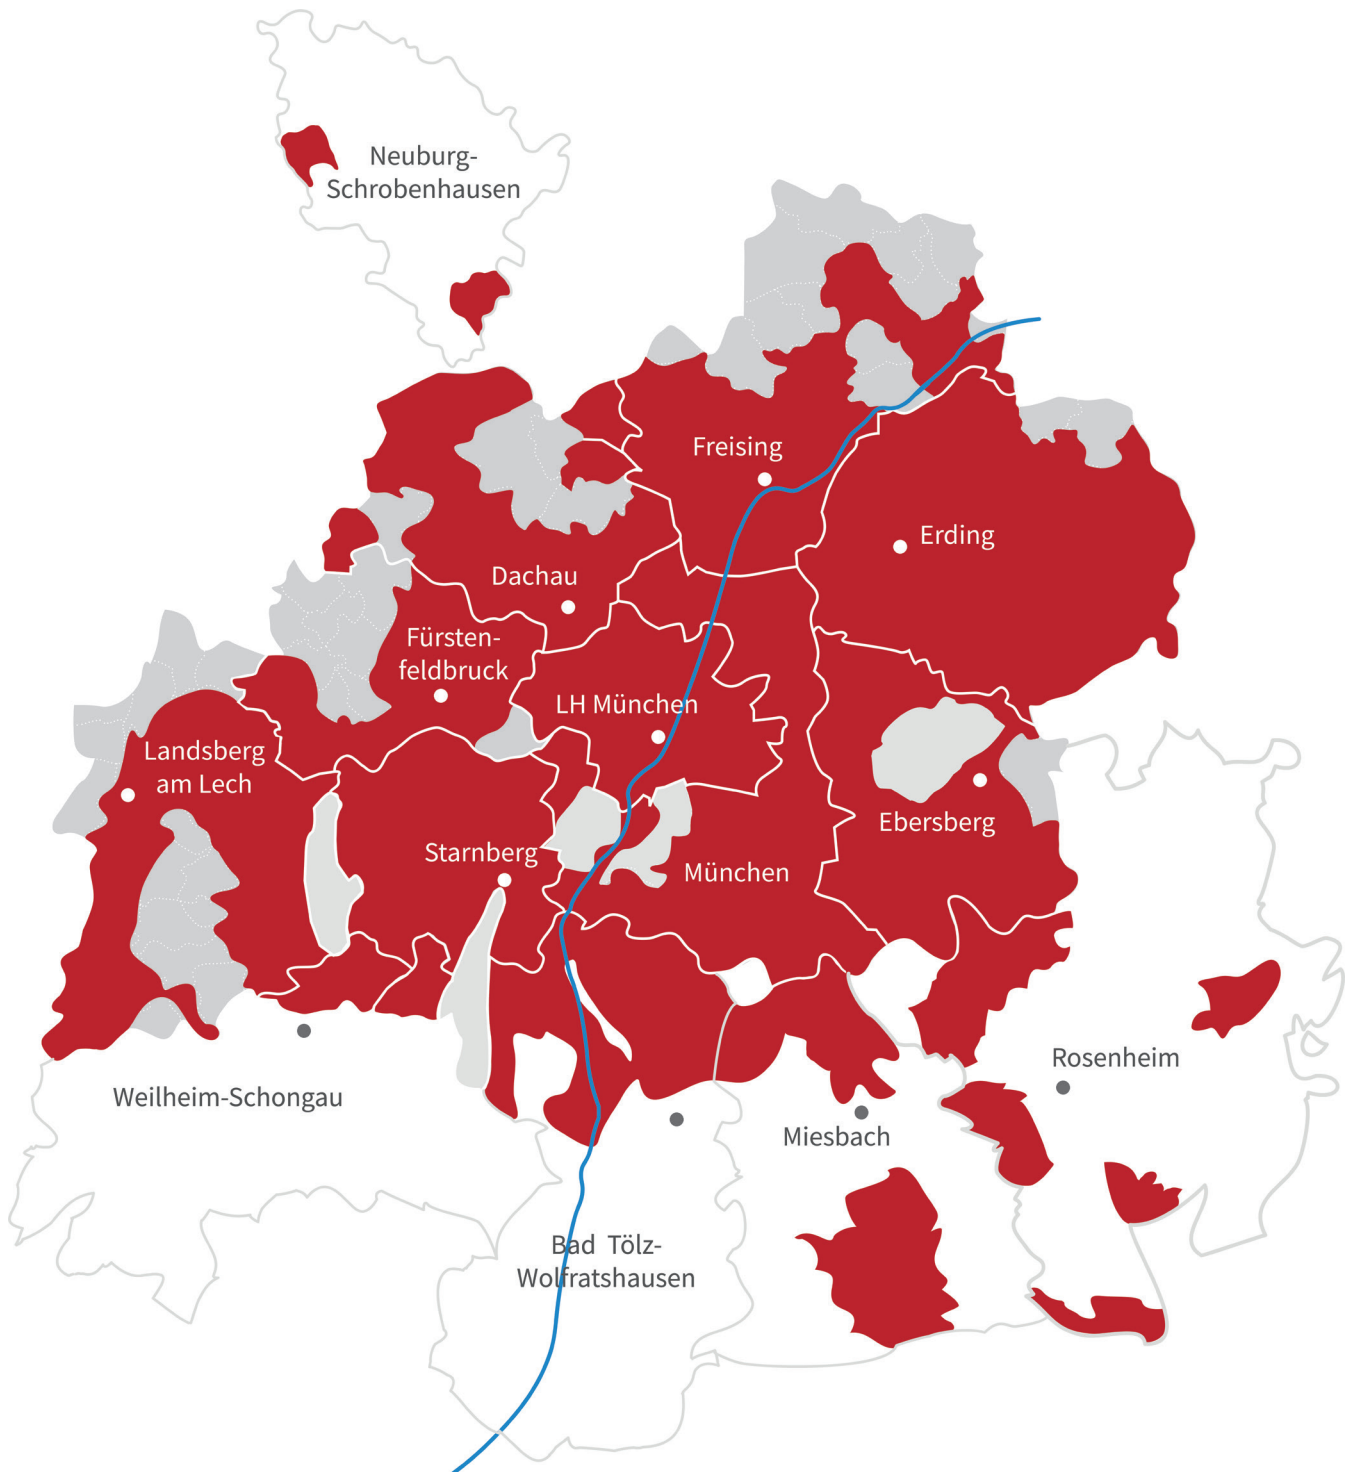 Neuburg-
Schrobenhausen
Freising
Erding
Dachau
Fürsten-
feldbruck
LH München
Landsberg
am Lech
Ebersberg
Starnberg
München
Rosenheim
Weilheim-Schongau
Miesbach
Bad Tölz-
Wolfratshausen